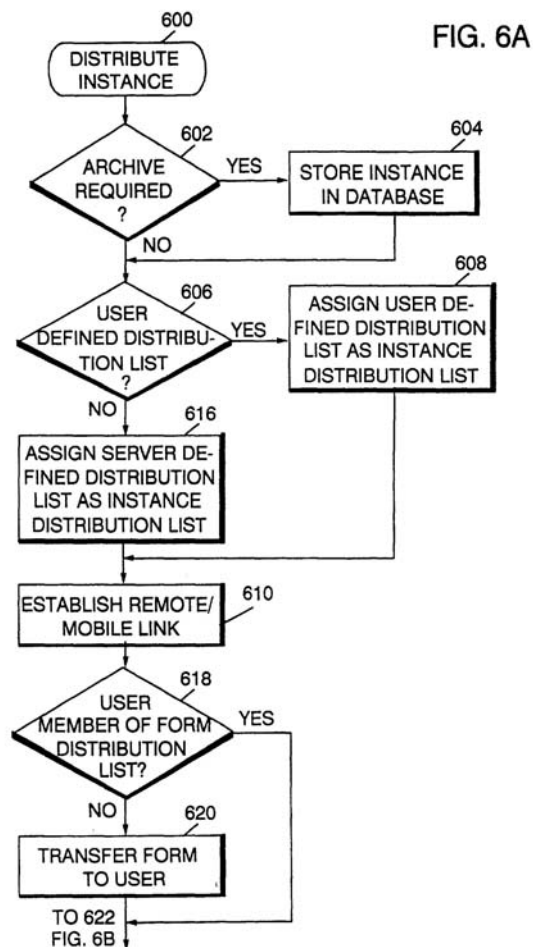 FIG. 6A
600
DISTRIBUTE
INSTANCE
602
ARCHIVE
REQUIRED
?
YES
604
STORE INSTANCE
IN DATABASE
NO
606
USER
DEFINED DISTRIBU-
TION LIST
?
YES
608
ASSIGN USER DE-
FINED DISTRIBUTION
LIST AS INSTANCE
DISTRIBUTION LIST
NO
616
ASSIGN SERVER DE-
FINED DISTRIBUTION
LIST AS INSTANCE
DISTRIBUTION LIST
ESTABLISH REMOTE/
MOBILE LINK
610
618
USER
MEMBER OF FORM
DISTRIBUTION
LIST?
YES
NO
620
TRANSFER FORM
TO USER
TO 622
FIG. 6B